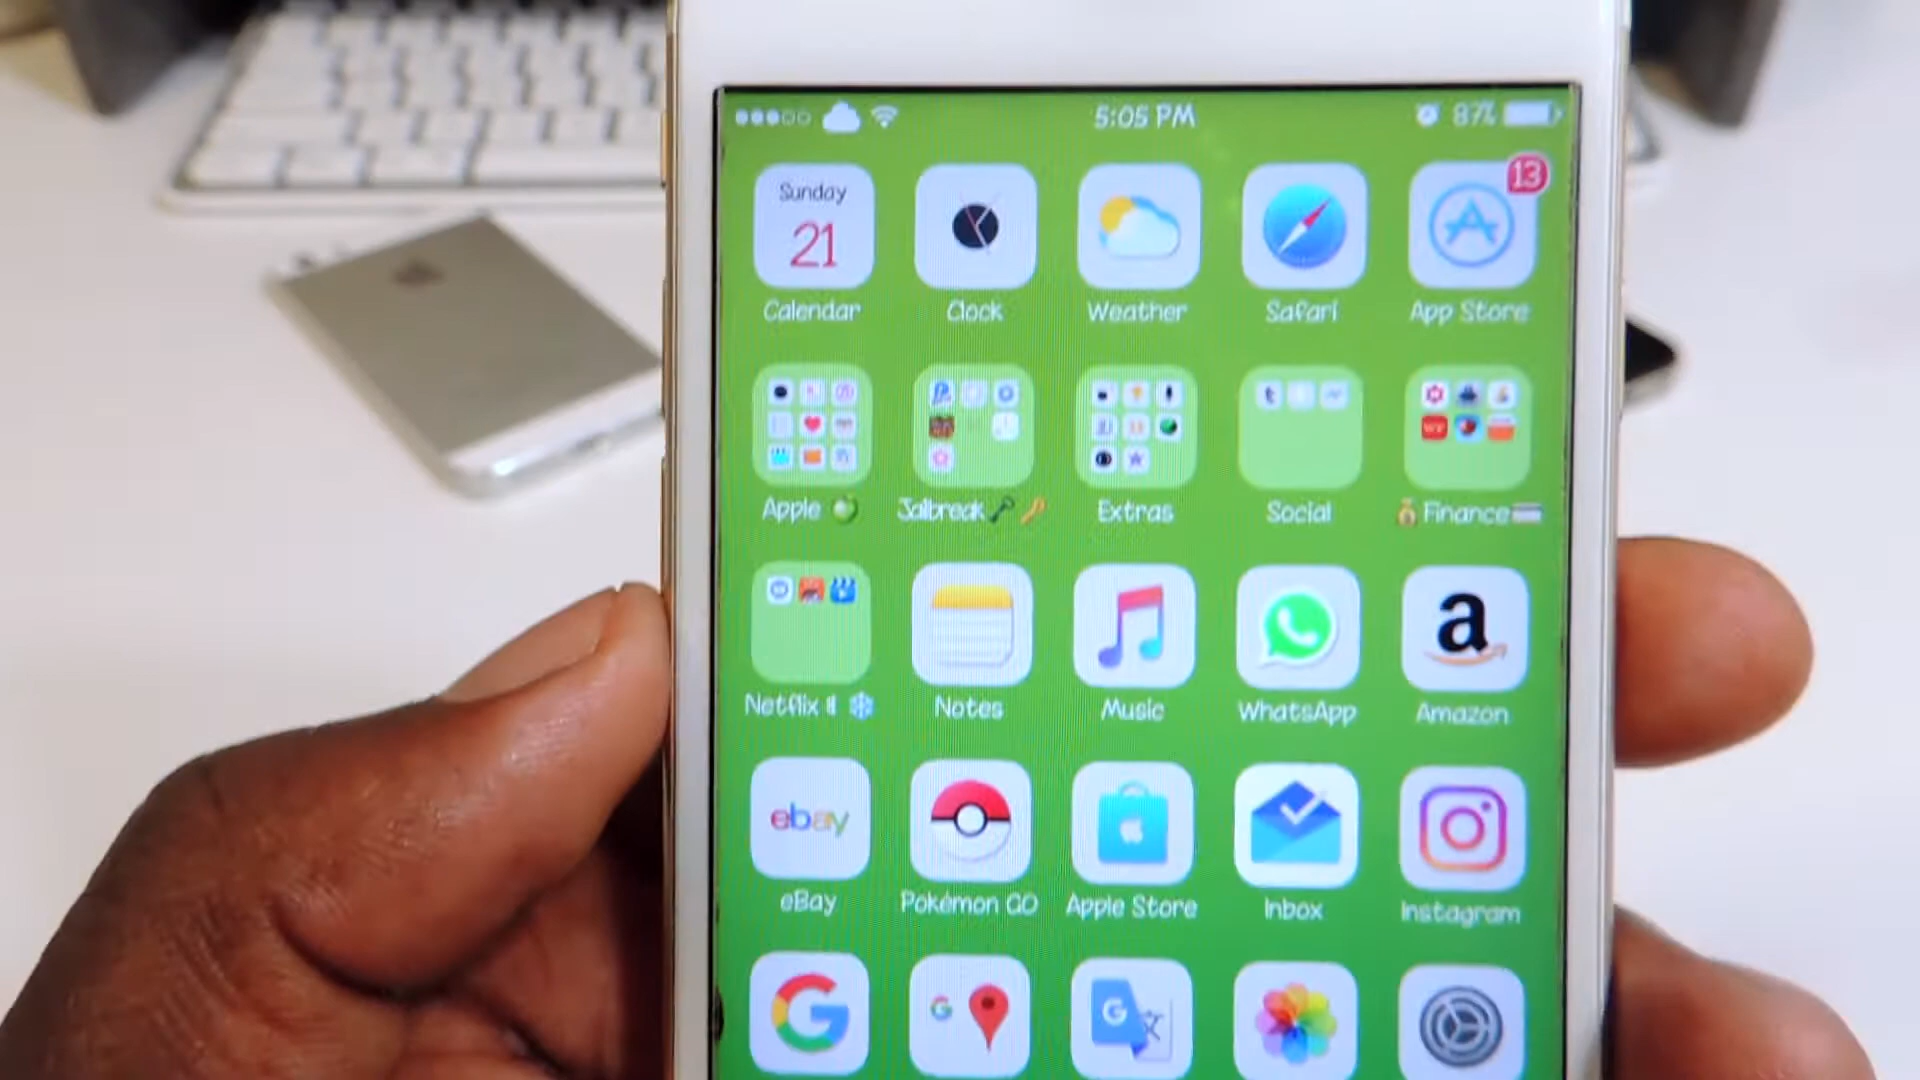 5:05 PM 87%
Sunday
21
13
Calendar Clock Weather Safari App Store
Apple Jailbreak Extras Social Finance
Netflix Notes Music WhatsApp Amazon
a
ebay
eBay Pokémon GO Apple Store Inbox Instagram
G G G